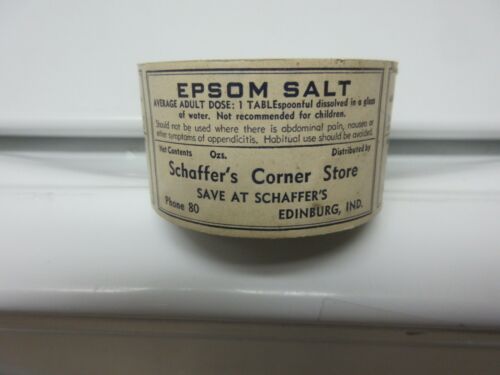 EPSOM SALT
AVERAGE ADULT DOSE: 1 TABLEspoonful dissolved in a glass
of water. Not recommended for children.
Should not be used where there is abdominal pain, nausea or
other symptoms of appendicitis. Habitual use should be avoided.
Net Contents Ozs. Distributed by
Schaffer's Corner Store
SAVE AT SCHAFFER'S
Phone 80 EDINBURG, IND.